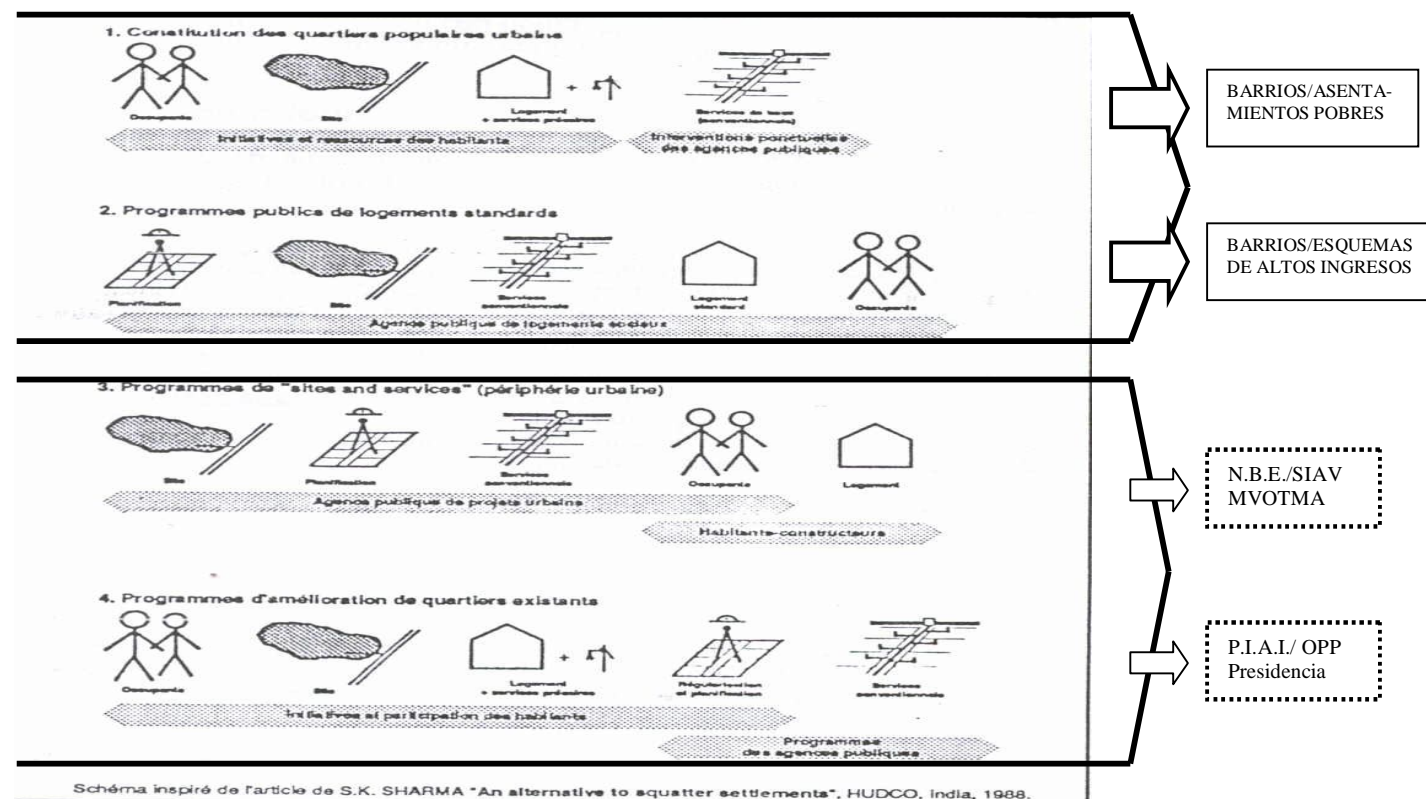 1. Constitution des quartiers populaires urbains
+
Occupants
Site
Logement
+ services précaires
Services de base
(conventionnels)
Initiatives et ressources des habitants
Interventions ponctuelles
des agences publiques
BARRIOS/ASENTA-
MIENTOS POBRES
2. Programmes publics de logements standards
Planification
Site
Services
conventionnels
Logement
standard
Occupants
Agence publique de logements sociaux
BARRIOS/ESQUEMAS
DE ALTOS INGRESOS
3. Programmes de "sites and services" (périphérie urbaine)
Site
Planification
Services
conventionnels
Occupants
Logement
Agence publique de projets urbains
Habitants-constructeurs
N.B.E./SIAV
MVOTMA
4. Programmes d'amélioration de quartiers existants
+
Occupants
Site
Logement
+ services précaires
Régularisation
et planification
Services
conventionnels
Initiatives et participation des habitants
Programmes
des agences publiques
P.I.A.I./ OPP
Presidencia
Schéma inspiré de l'article de S.K. SHARMA "An alternative to squatter settlements", HUDCO, India, 1988.